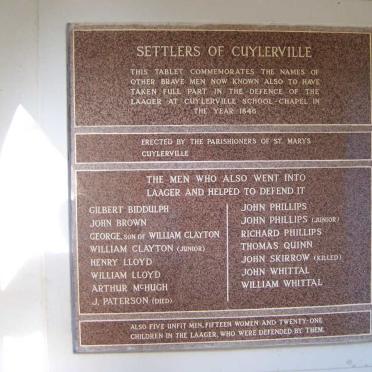 SETTLERS OF CUYLERVILLE
THIS TABLET COMMEMORATES THE NAMES OF
OTHER BRAVE MEN NOW KNOWN ALSO TO HAVE
TAKEN FULL PART IN THE DEFENCE OF THE
LAAGER AT CUYLERVILLE SCHOOL-CHAPEL IN
THE YEAR 1846
ERECTED BY THE PARISHIONERS OF ST. MARY'S
CUYLERVILLE
THE MEN WHO ALSO WENT INTO
LAAGER AND HELPED TO DEFEND IT
GILBERT BIDDULPH
JOHN BROWN
GEORGE, SON OF WILLIAM CLAYTON
WILLIAM CLAYTON (JUNIOR)
HENRY LLOYD
WILLIAM LLOYD
ARTHUR McHUGH
J. PATERSON (DIED)
JOHN PHILLIPS
JOHN PHILLIPS (JUNIOR)
RICHARD PHILLIPS
THOMAS QUINN
JOHN SKIRROW (KILLED)
JOHN WHITTAL
WILLIAM WHITTAL
ALSO FIVE UNFIT MEN, FIFTEEN WOMEN AND TWENTY-ONE
CHILDREN IN THE LAAGER, WHO WERE DEFENDED BY THEM.